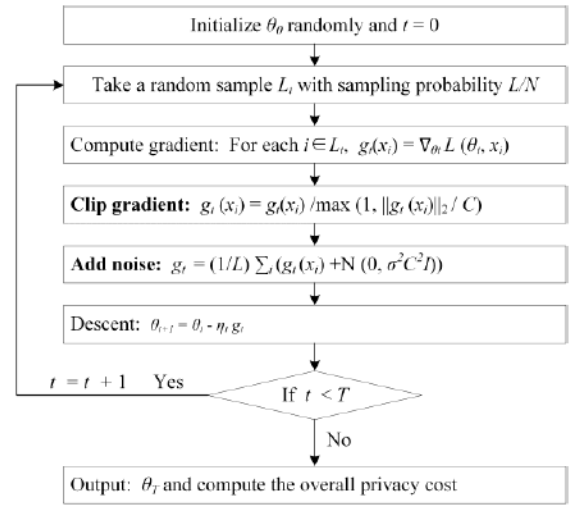 Initialize θ₀ randomly and t = 0
Take a random sample Lᵢ with sampling probability L/N
Compute gradient: For each i∈Lₜ, gₜ(xᵢ) = ∇θₜ L (θₜ, xᵢ)
Clip gradient: gₜ (xᵢ) = gₜ(xᵢ) /max (1, ||gₜ (xᵢ)||₂ / C)
Add noise: gₜ = (1/L) ∑ᵢ (gₜ(xᵢ) +N (0, σ²C²I))
Descent: θₜ₊₁ = θₜ - ηₜ gₜ
t = t + 1 Yes
If t < T
No
Output: θ_T and compute the overall privacy cost